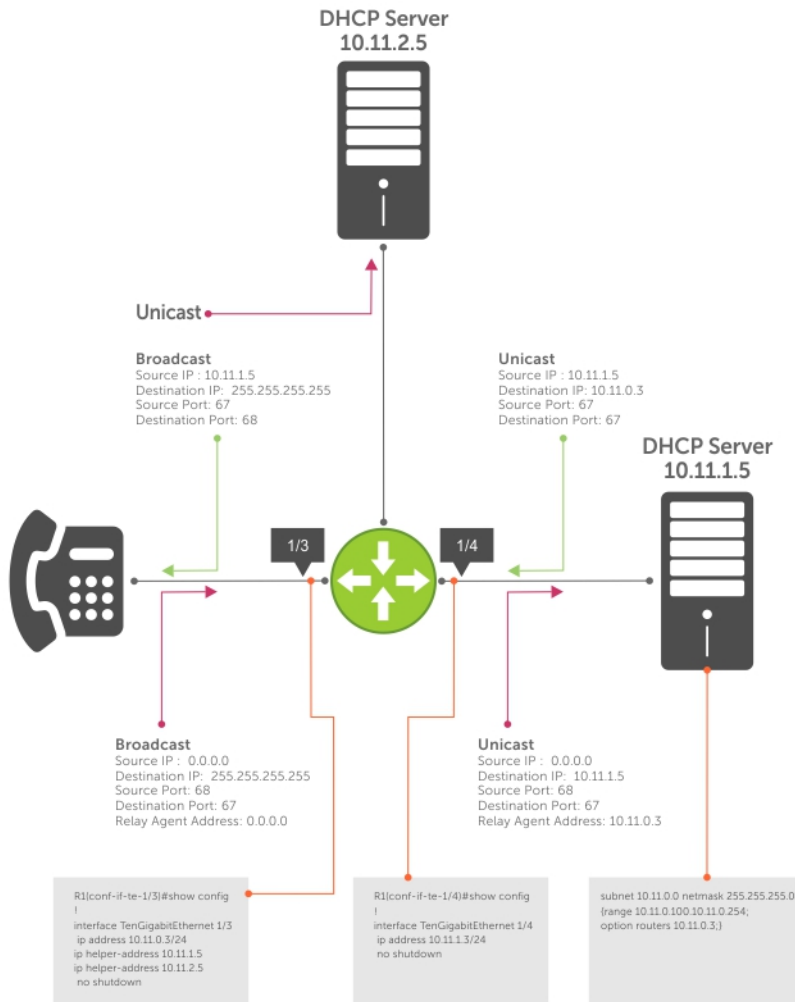 DHCP Server
10.11.2.5
Unicast
Broadcast
Source IP : 10.11.1.5
Destination IP: 255.255.255.255
Source Port: 67
Destination Port: 68
Unicast
Source IP : 10.11.1.5
Destination IP: 10.11.0.3
Source Port: 67
Destination Port: 67
DHCP Server
10.11.1.5
1/3
1/4
Broadcast
Source IP : 0.0.0.0
Destination IP: 255.255.255.255
Source Port: 68
Destination Port: 67
Relay Agent Address: 0.0.0.0
Unicast
Source IP : 0.0.0.0
Destination IP: 10.11.1.5
Source Port: 68
Destination Port: 67
Relay Agent Address: 10.11.0.3
R1(conf-if-te-1/3)#show config
!
interface TenGigabitEthernet 1/3
ip address 10.11.0.3/24
ip helper-address 10.11.1.5
ip helper-address 10.11.2.5
no shutdown
R1(conf-if-te-1/4)#show config
!
interface TenGigabitEthernet 1/4
ip address 10.11.1.3/24
no shutdown
subnet 10.11.0.0 netmask 255.255.255.0
{range 10.11.0.100.10.11.0.254;
option routers 10.11.0.3;}